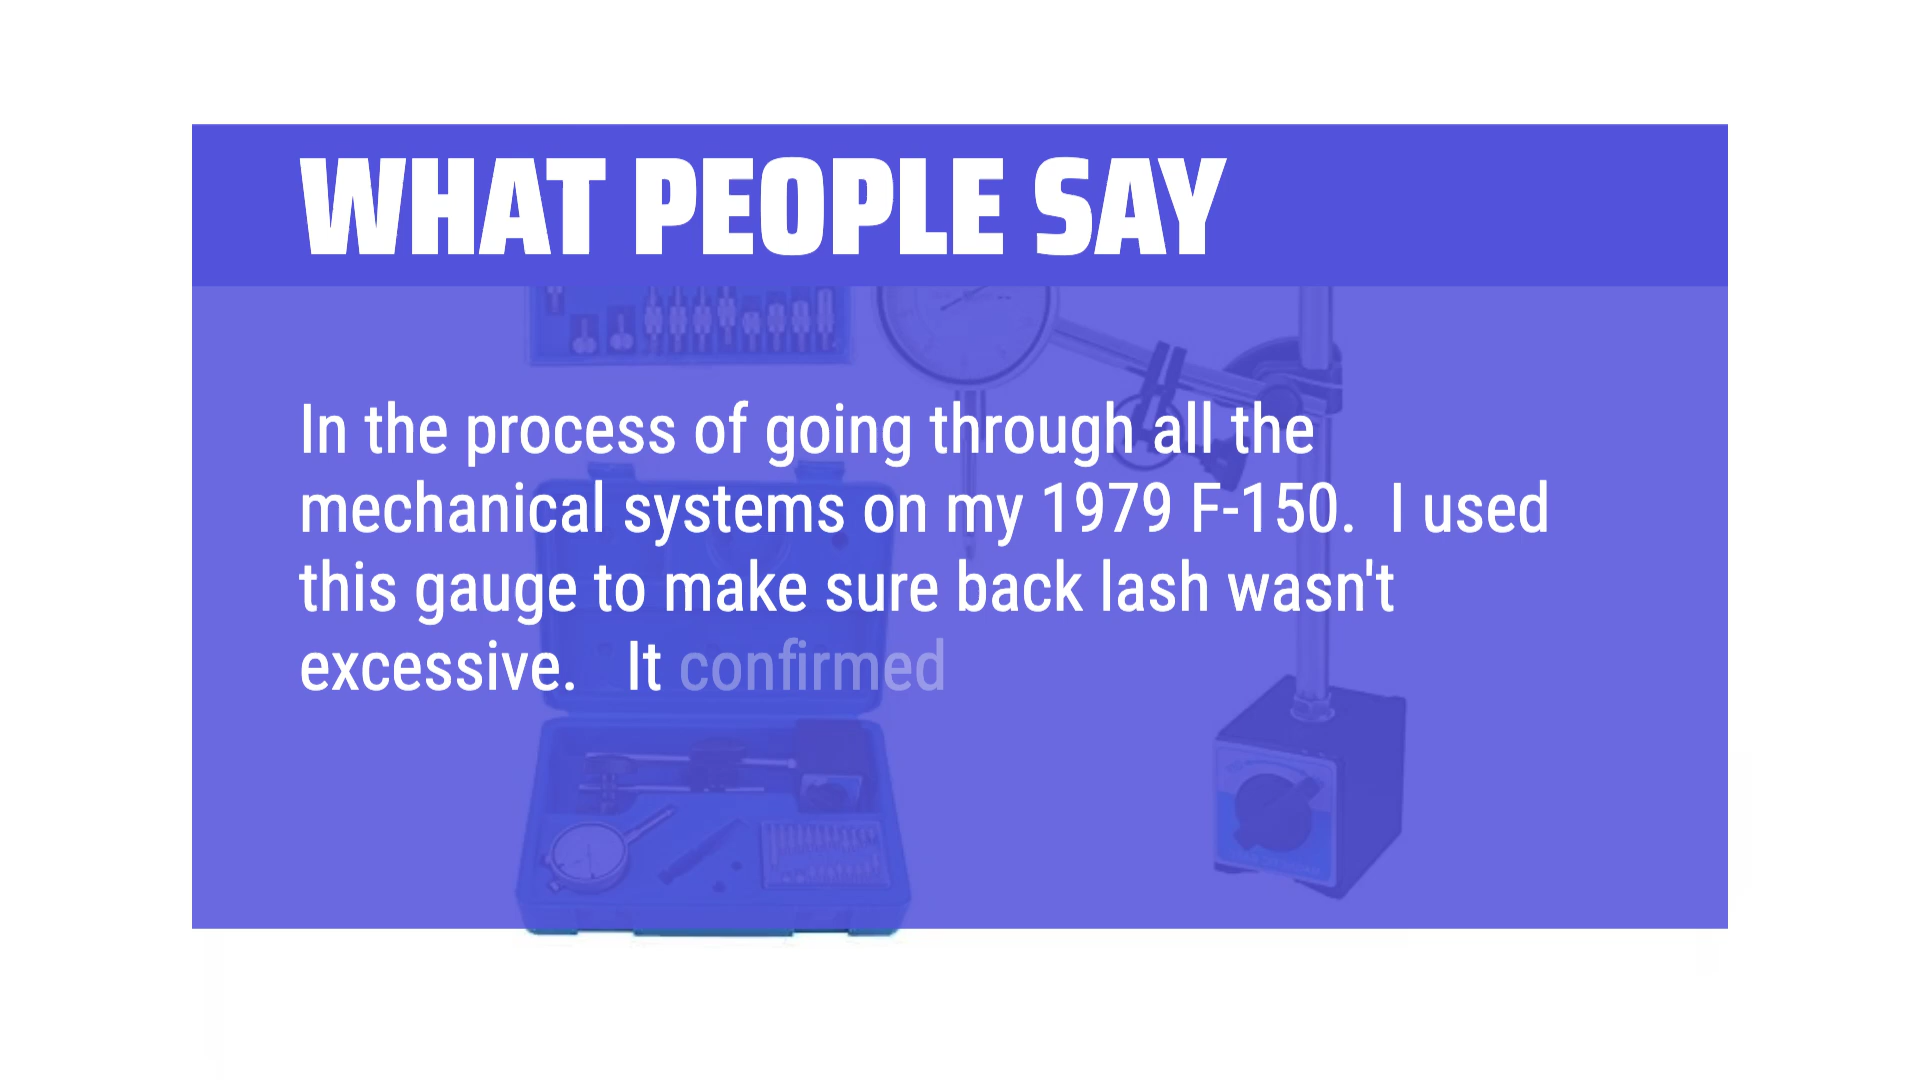 WHAT PEOPLE SAY
In the process of going through all the
mechanical systems on my 1979 F-150.  I used
this gauge to make sure back lash wasn't
excessive.   It confirmed